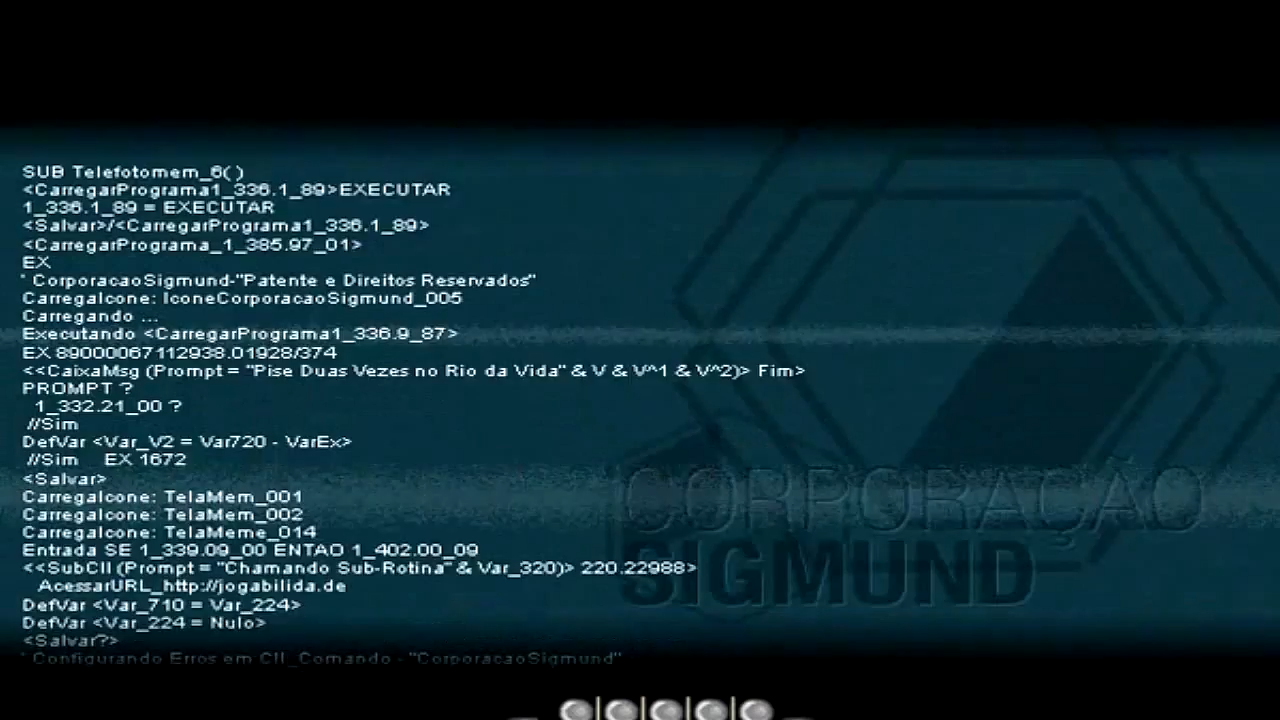 SUB Telefotomem_6( )
<CarregarPrograma1_336.1_89>EXECUTAR
1_336.1_89 = EXECUTAR
<Salvar>/<CarregarPrograma1_336.1_89>
<CarregarPrograma_1_385.97_01>
EX
' CorporacaoSigmund-"Patente e Direitos Reservados"
CarregaIcone: IconeCorporacaoSigmund_005
Carregando ...
Executando <CarregarPrograma1_336.9_87>
EX 89000067112938.01928/374
<<CaixaMsg (Prompt = "Pise Duas Vezes no Rio da Vida" & V & V^1 & V^2)> Fim>
PROMPT ?
1_332.21_00 ?
//Sim
DefVar <Var_V2 = Var720 - VarEx>
//Sim EX 1672
<Salvar>
CarregaIcone: TelaMem_001
CarregaIcone: TelaMem_002
CarregaIcone: TelaMeme_014
Entrada SE 1_339.09_00 ENTAO 1_402.00_09
<<SubCII (Prompt = "Chamando Sub-Rotina" & Var_320)> 220.22988>
AcessarURL_http://jogabilida.de
DefVar <Var_710 = Var_224>
DefVar <Var_224 = Nulo>
<Salvar?>
' Configurando Erros em CII_Comando - "CorporacaoSigmund"
CORPORAÇÃO
SIGMUND